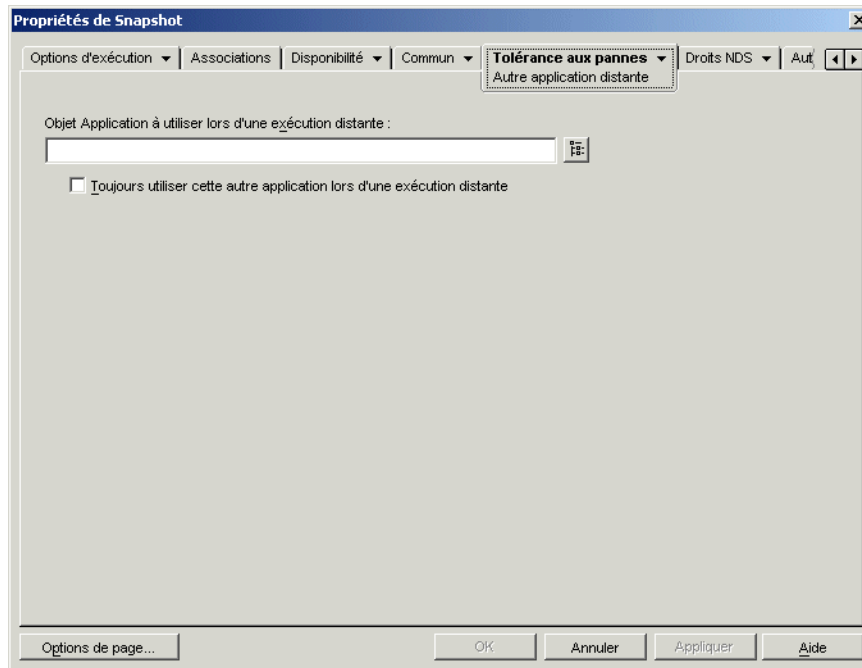 Propriétés de Snapshot
Options d'exécution Associations Disponibilité Commun Tolérance aux pannes Droits NDS Aut
Autre application distante
Objet Application à utiliser lors d'une exécution distante :
Toujours utiliser cette autre application lors d'une exécution distante
Options de page... OK Annuler Appliquer Aide